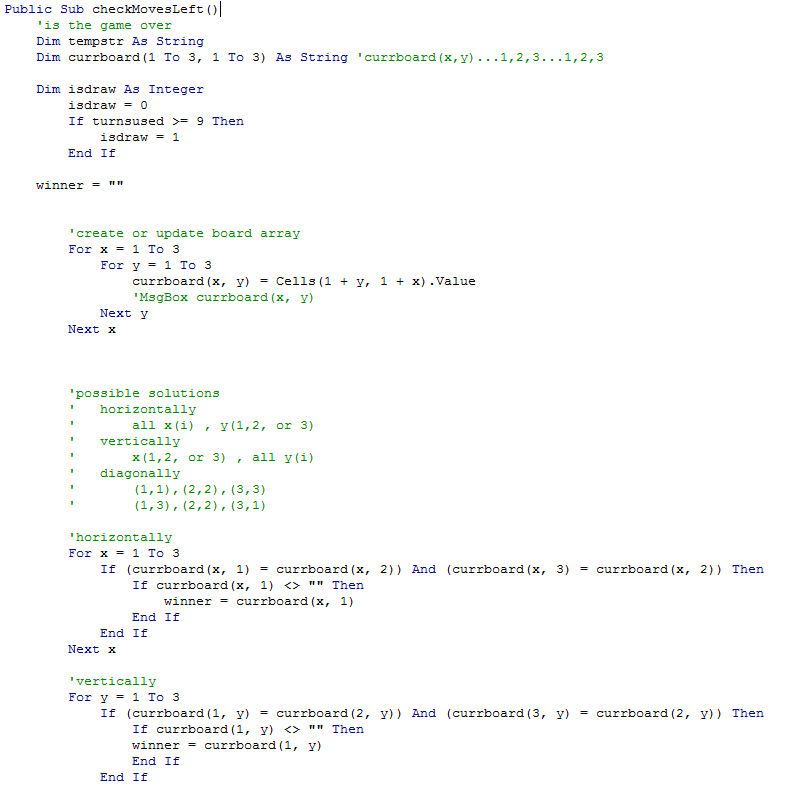 Public Sub checkMovesLeft()
    'is the game over
    Dim tempstr As String
    Dim currboard(1 To 3, 1 To 3) As String 'currboard(x,y)...1,2,3...1,2,3

    Dim isdraw As Integer
        isdraw = 0
        If turnsused >= 9 Then
            isdraw = 1
        End If

    winner = ""


        'create or update board array
        For x = 1 To 3
            For y = 1 To 3
                currboard(x, y) = Cells(1 + y, 1 + x).Value
                'MsgBox currboard(x, y)
            Next y
        Next x



        'possible solutions
        '   horizontally
        '       all x(i) , y(1,2, or 3)
        '   vertically
        '       x(1,2, or 3) , all y(i)
        '   diagonally
        '       (1,1),(2,2),(3,3)
        '       (1,3),(2,2),(3,1)

        'horizontally
        For x = 1 To 3
            If (currboard(x, 1) = currboard(x, 2)) And (currboard(x, 3) = currboard(x, 2)) Then
                If currboard(x, 1) <> "" Then
                    winner = currboard(x, 1)
                End If
            End If
        Next x

        'vertically
        For y = 1 To 3
            If (currboard(1, y) = currboard(2, y)) And (currboard(3, y) = currboard(2, y)) Then
                If currboard(1, y) <> "" Then
                winner = currboard(1, y)
                End If
            End If